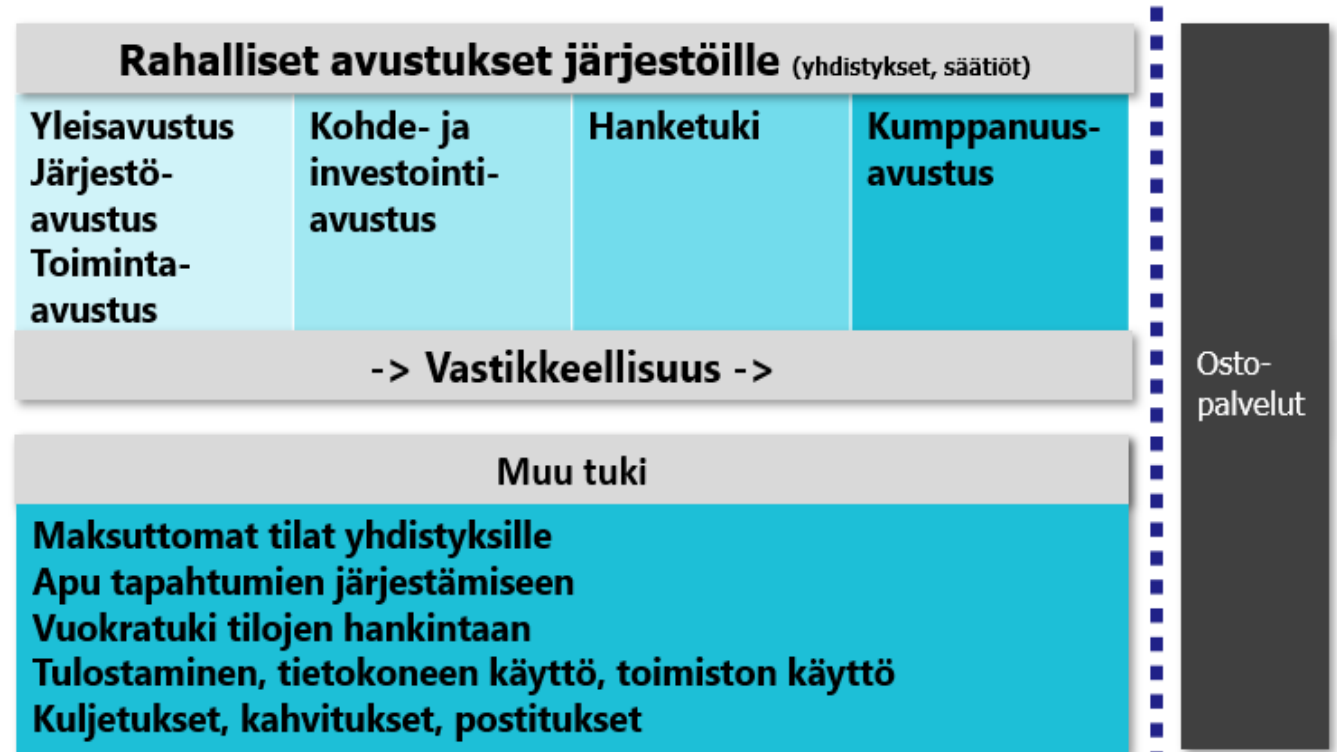 Rahalliset avustukset järjestöille (yhdistykset, säätiöt)
Yleisavustus
Järjestö-
avustus
Toiminta-
avustus
Kohde- ja
investointi-
avustus
Hanketuki
Kumppanuus-
avustus
-> Vastikkeellisuus ->
Muu tuki
Maksuttomat tilat yhdistyksille
Apu tapahtumien järjestämiseen
Vuokratuki tilojen hankintaan
Tulostaminen, tietokoneen käyttö, toimiston käyttö
Kuljetukset, kahvitukset, postitukset
Osto-
palvelut